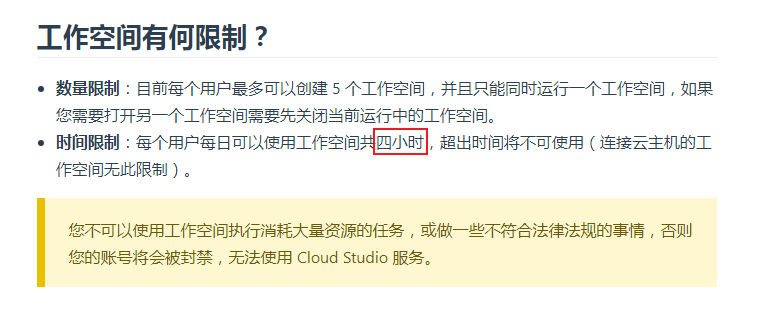 工作空间有何限制？
数量限制：目前每个用户最多可以创建 5 个工作空间，并且只能同时运行一个工作空间，如果
您需要打开另一个工作空间需要先关闭当前运行中的工作空间。
时间限制：每个用户每日可以使用工作空间共四小时，超出时间将不可使用（连接云主机的工
作空间无此限制）。
您不可以使用工作空间执行消耗大量资源的任务，或做一些不符合法律法规的事情，否则
您的账号将会被封禁，无法使用 Cloud Studio 服务。